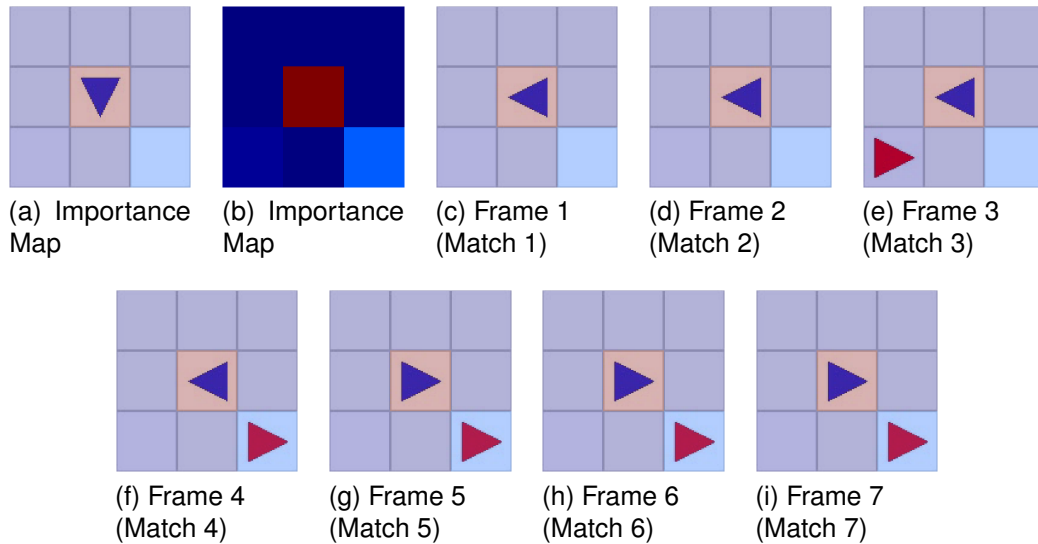 (a) Importance
Map
(b) Importance
Map
(c) Frame 1
(Match 1)
(d) Frame 2
(Match 2)
(e) Frame 3
(Match 3)
(f) Frame 4
(Match 4)
(g) Frame 5
(Match 5)
(h) Frame 6
(Match 6)
(i) Frame 7
(Match 7)